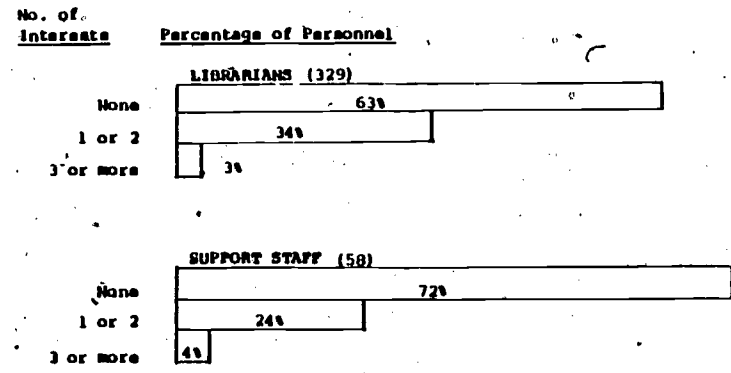 No. of
Interests Percentage of Personnel
LIBRARIANS (329)
None 63%
1 or 2 34%
3 or more 3%
SUPPORT STAFF (58)
None 72%
1 or 2 24%
3 or more 4%